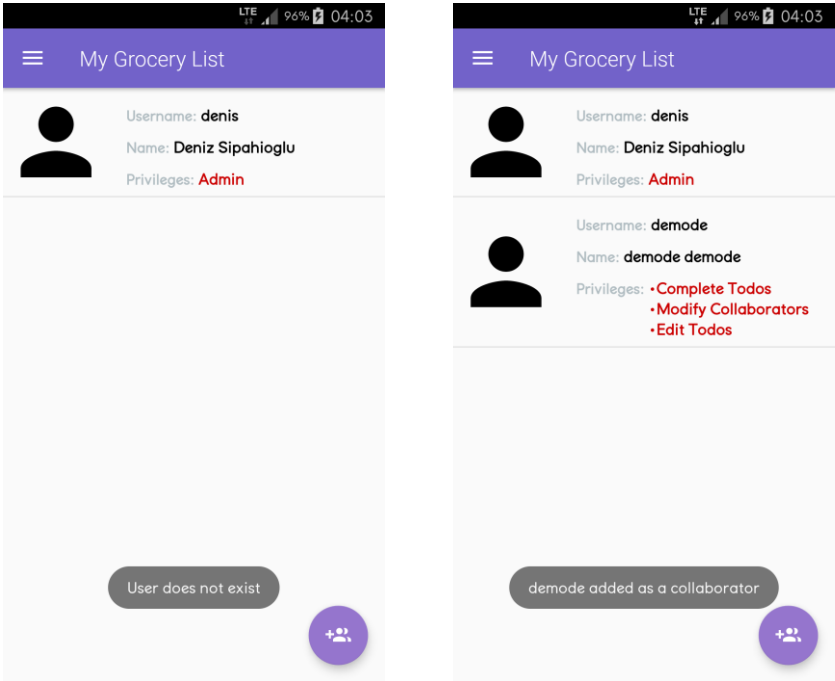 LTE 96% 04:03
My Grocery List
Username: denis
Name: Deniz Sipahioglu
Privileges: Admin
User does not exist
LTE 96% 04:03
My Grocery List
Username: denis
Name: Deniz Sipahioglu
Privileges: Admin
Username: demode
Name: demode demode
Privileges: •Complete Todos
•Modify Collaborators
•Edit Todos
demode added as a collaborator